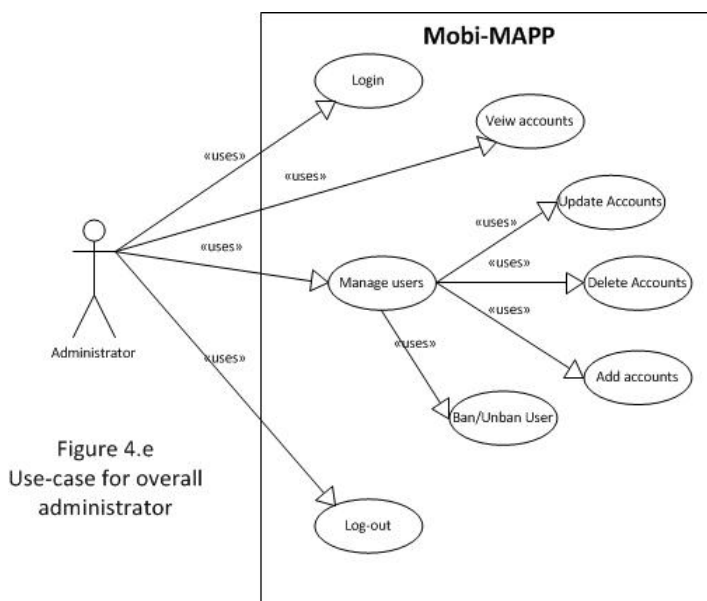 Mobi-MAPP
Login
Veiw accounts
«uses»
«uses»
Update Accounts
«uses»
«uses»
«uses»
Manage users
Delete Accounts
«uses»
Administrator
«uses»
«uses»
Add accounts
Ban/Unban User
Figure 4.e
Use-case for overall
administrator
Log-out